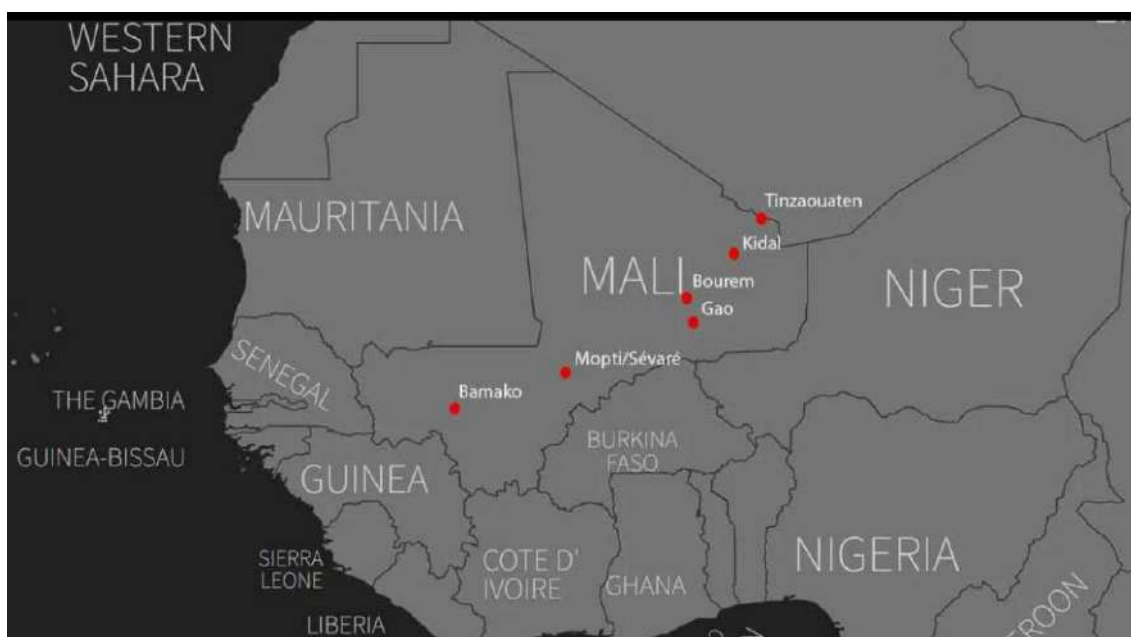 WESTERN
SAHARA
MAURITANIA
Tinzaouaten
Kidal
MALI
Bourem
NIGER
Gao
SENEGAL
Mopti/Sévaré
THE GAMBIA
Bamako
BURKINA
FASO
GUINEA-BISSAU
GUINEA
SIERRA
LEONE
COTE D'
IVOIRE
GHANA
NIGERIA
LIBERIA